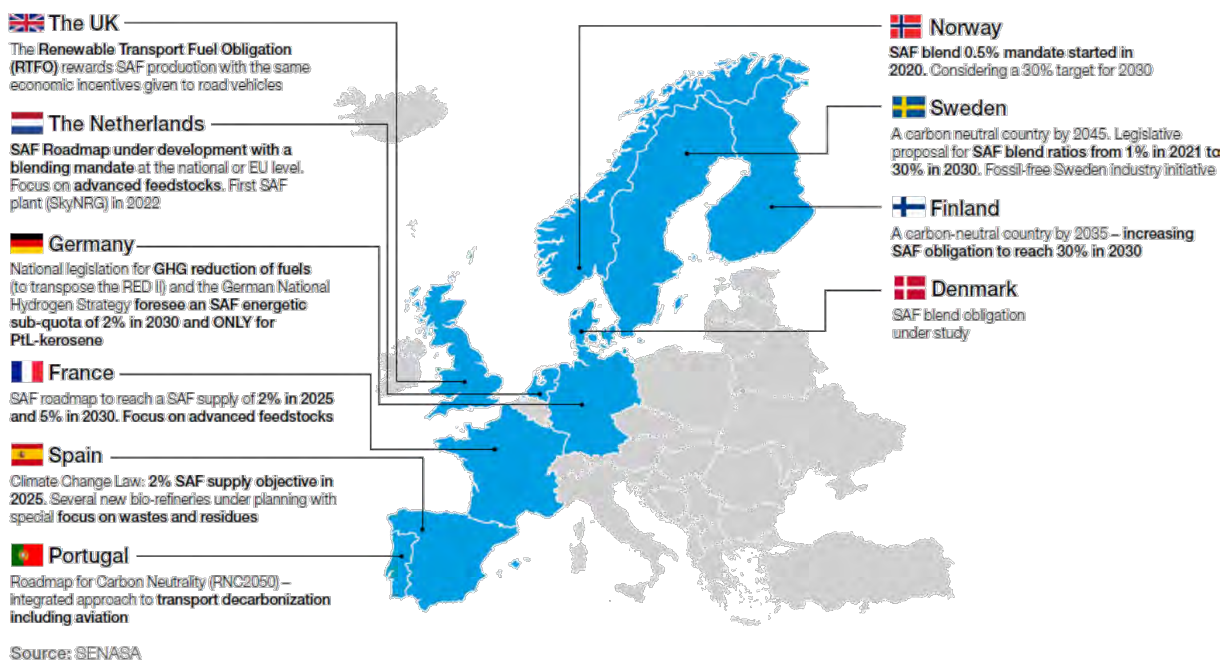 The UK
The Renewable Transport Fuel Obligation
(RTFO) rewards SAF production with the same
economic incentives given to road vehicles
The Netherlands
SAF Roadmap under development with a
blending mandate at the national or EU level.
Focus on advanced feedstocks. First SAF
plant (SkyNRG) in 2022
Germany
National legislation for GHG reduction of fuels
(to transpose the RED II) and the German National
Hydrogen Strategy foresee an SAF energetic
sub-quota of 2% in 2030 and ONLY for
PtL-kerosene
France
SAF roadmap to reach a SAF supply of 2% in 2025
and 5% in 2030. Focus on advanced feedstocks
Spain
Climate Change Law: 2% SAF supply objective in
2025. Several new bio-refineries under planning with
special focus on wastes and residues
Portugal
Roadmap for Carbon Neutrality (RNC2050) –
integrated approach to transport decarbonization
including aviation
Norway
SAF blend 0.5% mandate started in
2020. Considering a 30% target for 2030
Sweden
A carbon neutral country by 2045. Legislative
proposal for SAF blend ratios from 1% in 2021 to
30% in 2030. Fossil-free Sweden industry initiative
Finland
A carbon-neutral country by 2035 – increasing
SAF obligation to reach 30% in 2030
Denmark
SAF blend obligation
under study
Source: SENASA